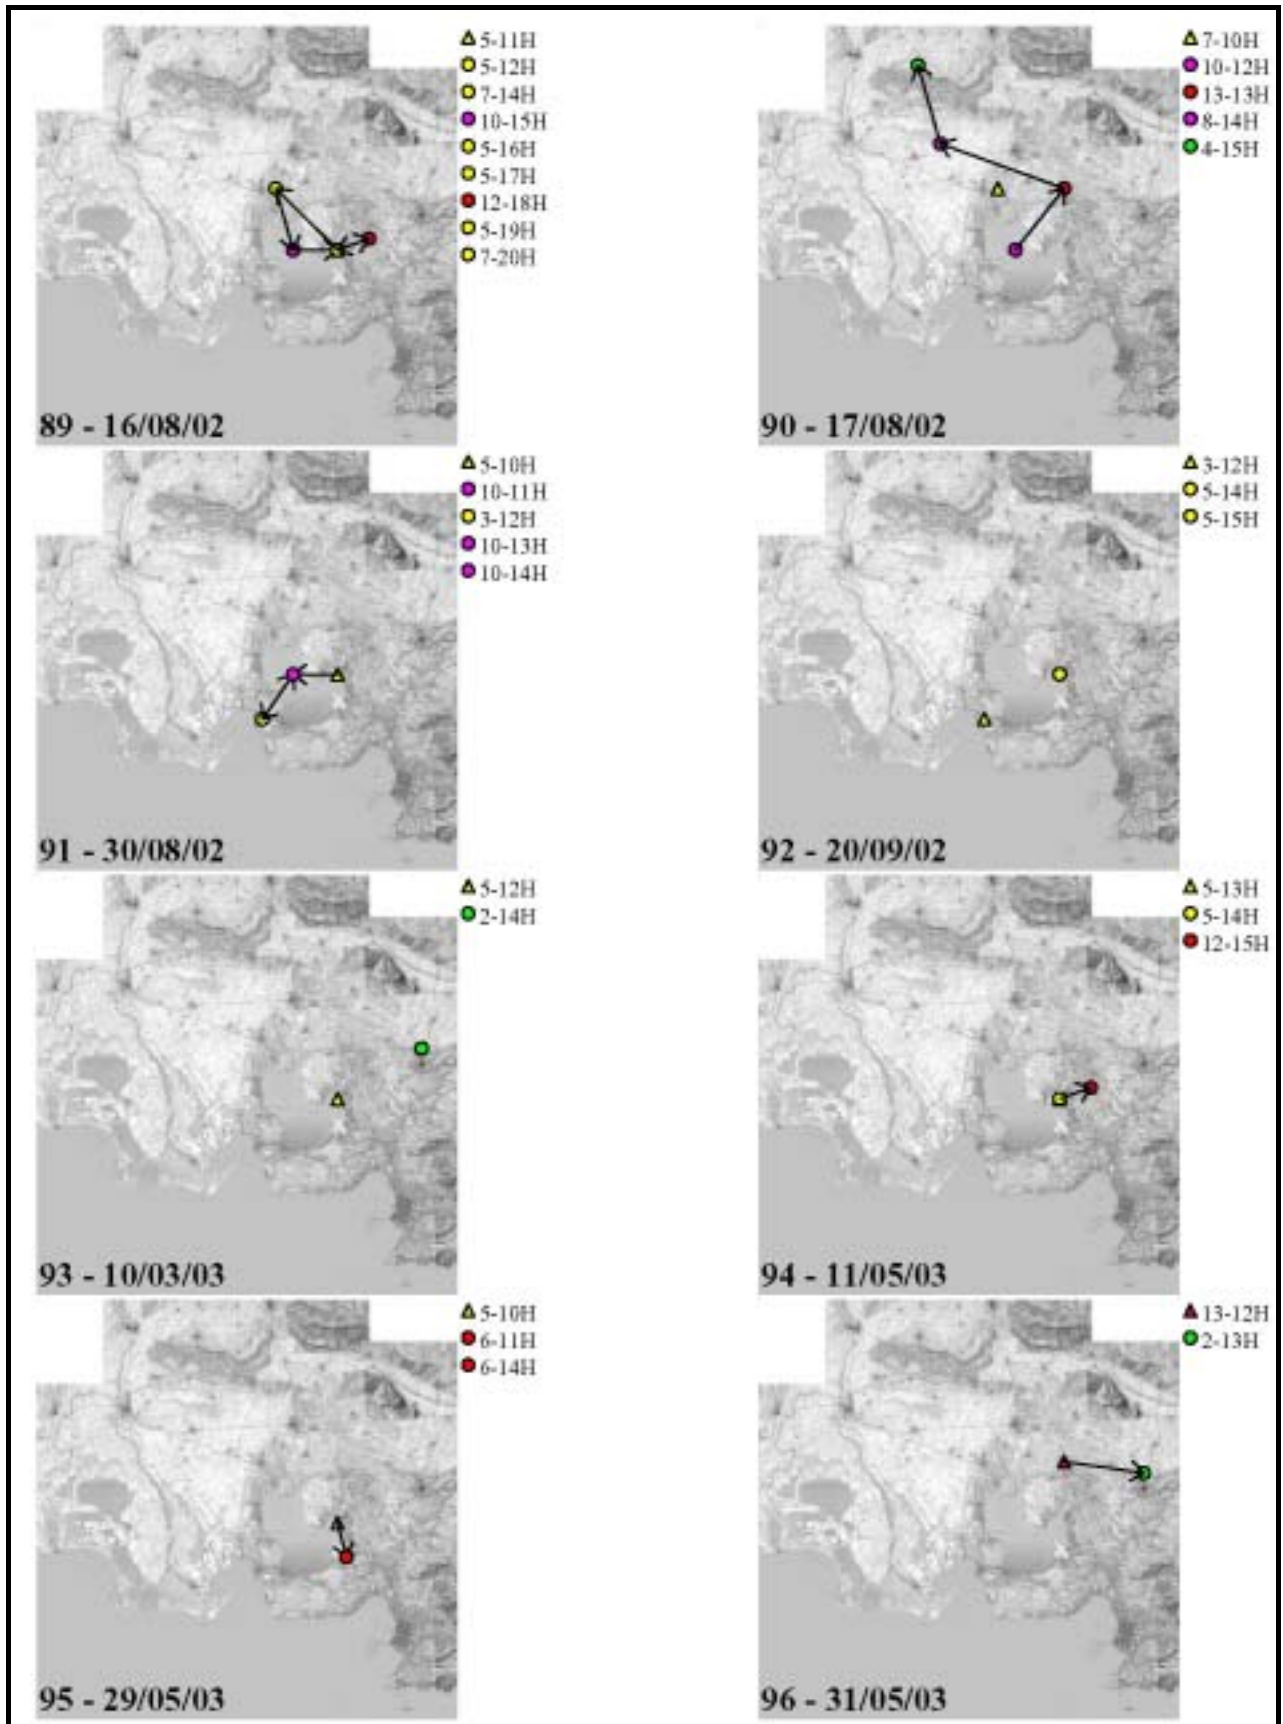 5-11H
5-12H
7-14H
10-15H
5-16H
5-17H
12-18H
5-19H
7-20H
89 - 16/08/02
7-10H
10-12H
13-13H
8-14H
4-15H
90 - 17/08/02
5-10H
10-11H
3-12H
10-13H
10-14H
91 - 30/08/02
3-12H
5-14H
5-15H
92 - 20/09/02
5-12H
2-14H
93 - 10/03/03
5-13H
5-14H
12-15H
94 - 11/05/03
5-10H
6-11H
6-14H
95 - 29/05/03
13-12H
2-13H
96 - 31/05/03